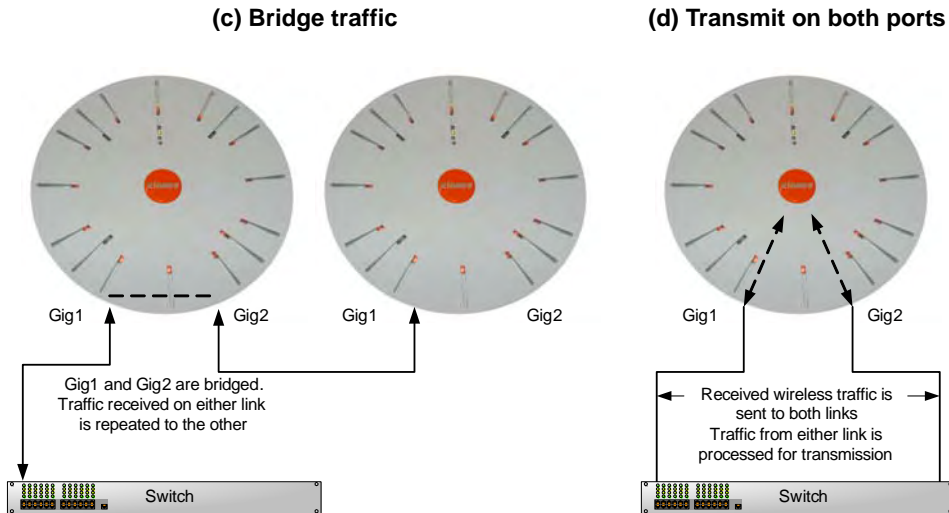 (c) Bridge traffic
(d) Transmit on both ports
Gig1
Gig2
Gig1
Gig2
Gig1
Gig2
Gig1 and Gig2 are bridged.
Traffic received on either link
is repeated to the other
Received wireless traffic is
sent to both links
Traffic from either link is
processed for transmission
Switch
Switch